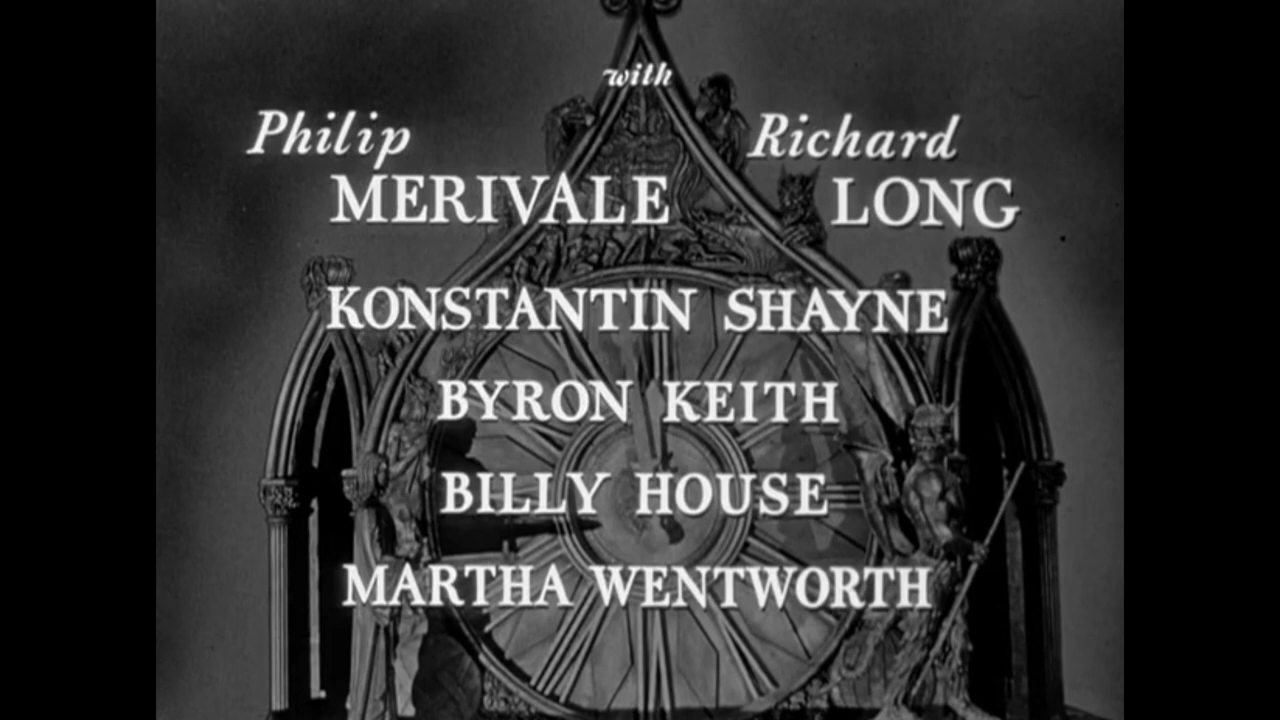 with
Philip Richard
MERIVALE LONG
KONSTANTIN SHAYNE
BYRON KEITH
BILLY HOUSE
MARTHA WENTWORTH